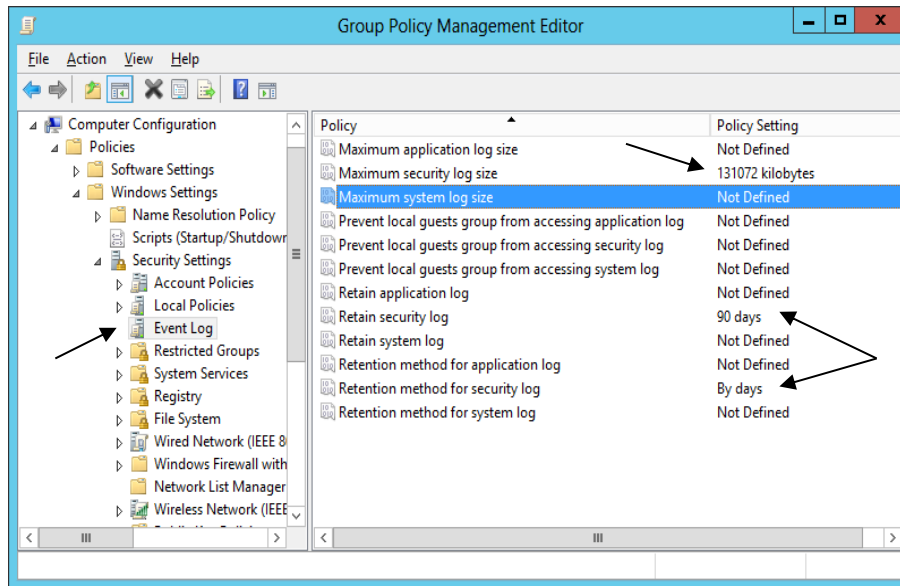 Group Policy Management Editor
File Action View Help
Computer Configuration
Policies
Software Settings
Windows Settings
Name Resolution Policy
Scripts (Startup/Shutdowr
Security Settings
Account Policies
Local Policies
Event Log
Restricted Groups
System Services
Registry
File System
Wired Network (IEEE 8
Windows Firewall with
Network List Manager
Wireless Network (IEEE
Policy Policy Setting
Maximum application log size Not Defined
Maximum security log size 131072 kilobytes
Maximum system log size Not Defined
Prevent local guests group from accessing application log Not Defined
Prevent local guests group from accessing security log Not Defined
Prevent local guests group from accessing system log Not Defined
Retain application log Not Defined
Retain security log 90 days
Retain system log Not Defined
Retention method for application log Not Defined
Retention method for security log By days
Retention method for system log Not Defined